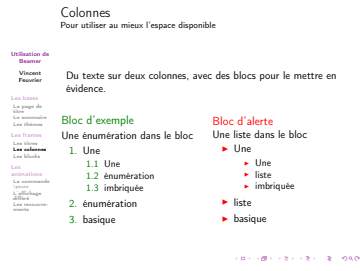 Colonnes
Pour utiliser au mieux l'espace disponible
Utilisation de
Beamer
Vincent
Feuvrier
Les bases
La page de
titre
Le sommaire
Les thèmes
Les frames
Les titres
Les colonnes
Les blocks
Les
animations
La commande
\pause
L'affichage
différé
Les recouvre-
ments
Du texte sur deux colonnes, avec des blocs pour le mettre en
évidence.
Bloc d'exemple
Une énumération dans le bloc
1. Une
1.1 Une
1.2 énumération
1.3 imbriquée
2. énumération
3. basique
Bloc d'alerte
Une liste dans le bloc
Une
Une
liste
imbriquée
liste
basique